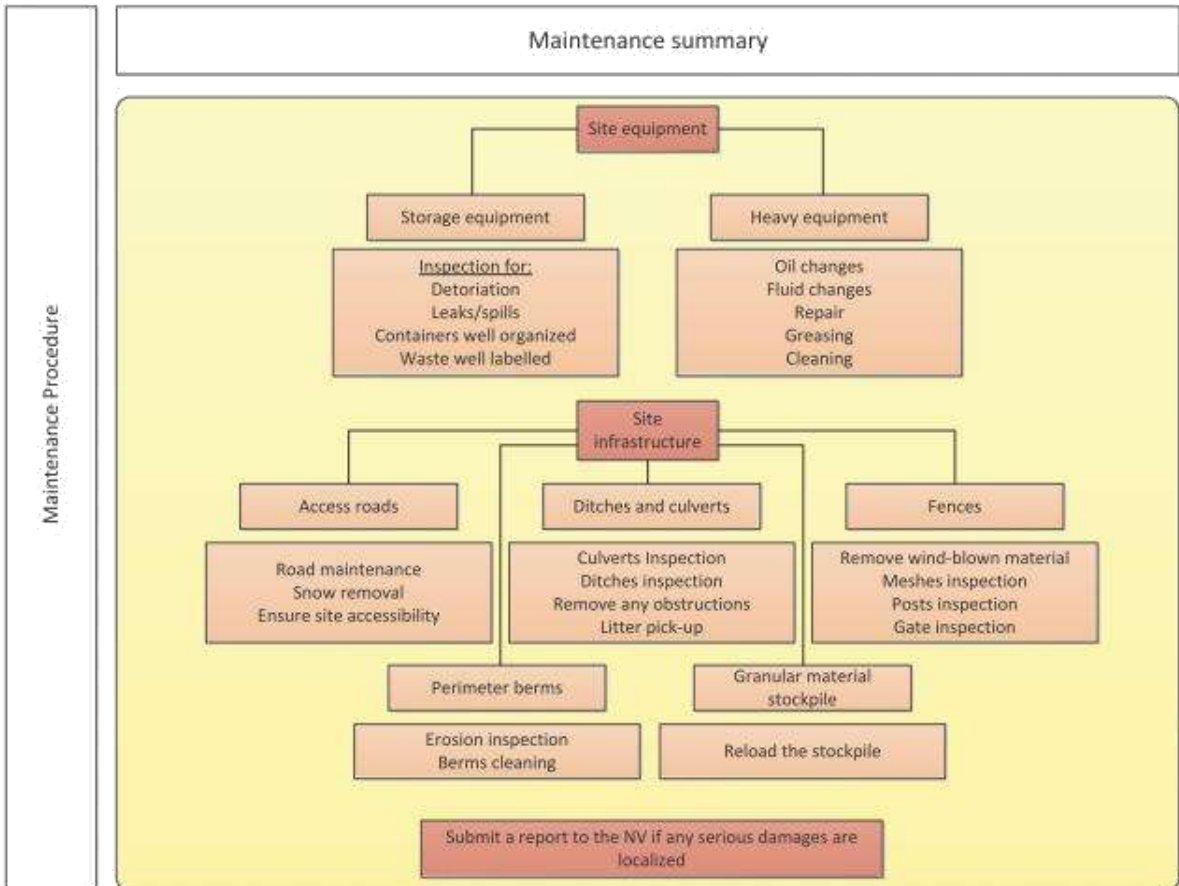 Maintenance Procedure
Maintenance summary
Site equipment
Storage equipment
Heavy equipment
Inspection for:
Detoriation
Leaks/spills
Containers well organized
Waste well labelled
Oil changes
Fluid changes
Repair
Greasing
Cleaning
Site
infrastructure
Access roads
Ditches and culverts
Fences
Road maintenance
Snow removal
Ensure site accessibility
Culverts Inspection
Ditches inspection
Remove any obstructions
Litter pick-up
Remove wind-blown material
Meshes inspection
Posts inspection
Gate inspection
Perimeter berms
Granular material
stockpile
Erosion inspection
Berms cleaning
Reload the stockpile
Submit a report to the NV if any serious damages are
localized